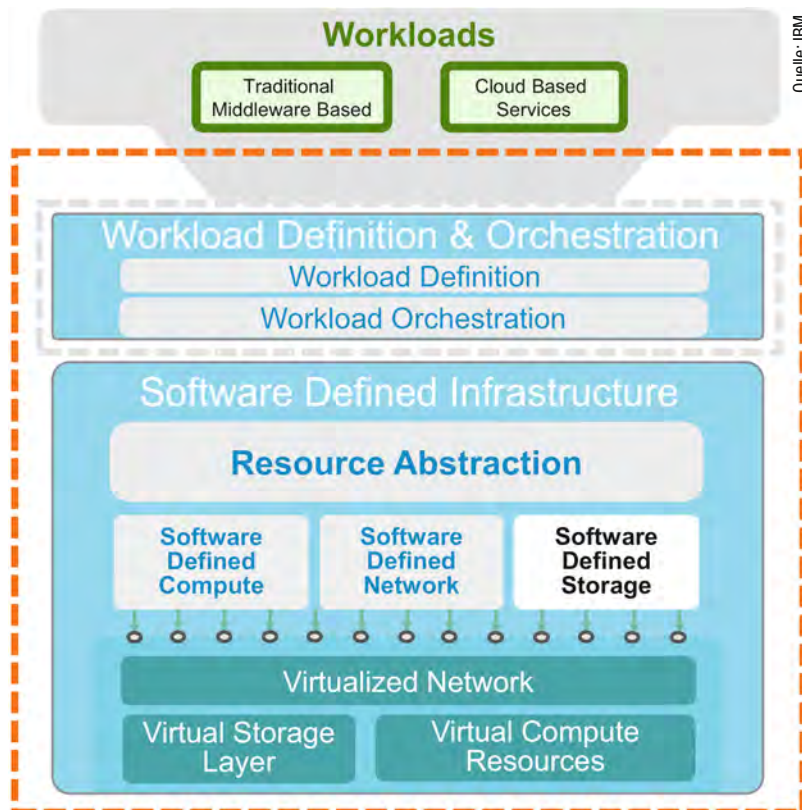 Workloads
Quelle: IBM
Traditional
Middleware Based
Cloud Based
Services
Workload Definition & Orchestration
Workload Definition
Workload Orchestration
Software Defined Infrastructure
Resource Abstraction
Software
Defined
Compute
Software
Defined
Network
Software
Defined
Storage
Virtualized Network
Virtual Storage
Layer
Virtual Compute
Resources